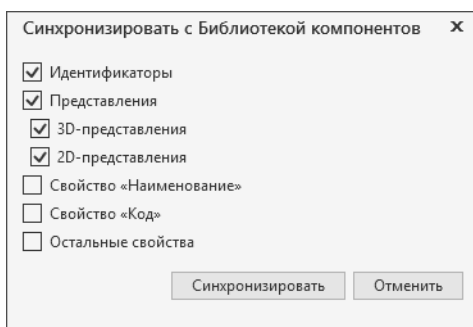 Синхронизировать с Библиотекой компонентов x
Идентификаторы
Представления
3D-представления
2D-представления
Свойство «Наименование»
Свойство «Код»
Остальные свойства
Синхронизировать Отменить